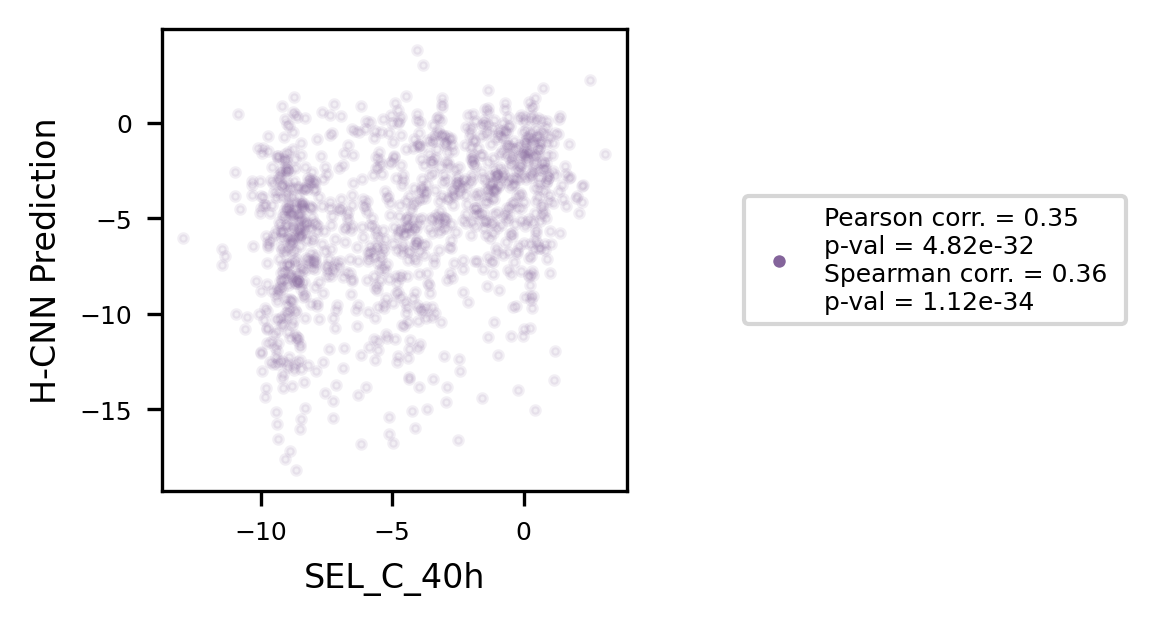 H-CNN Prediction
0
−5
−10
−15
−10
−5
0
SEL_C_40h
Pearson corr. = 0.35
p-val = 4.82e-32
Spearman corr. = 0.36
p-val = 1.12e-34